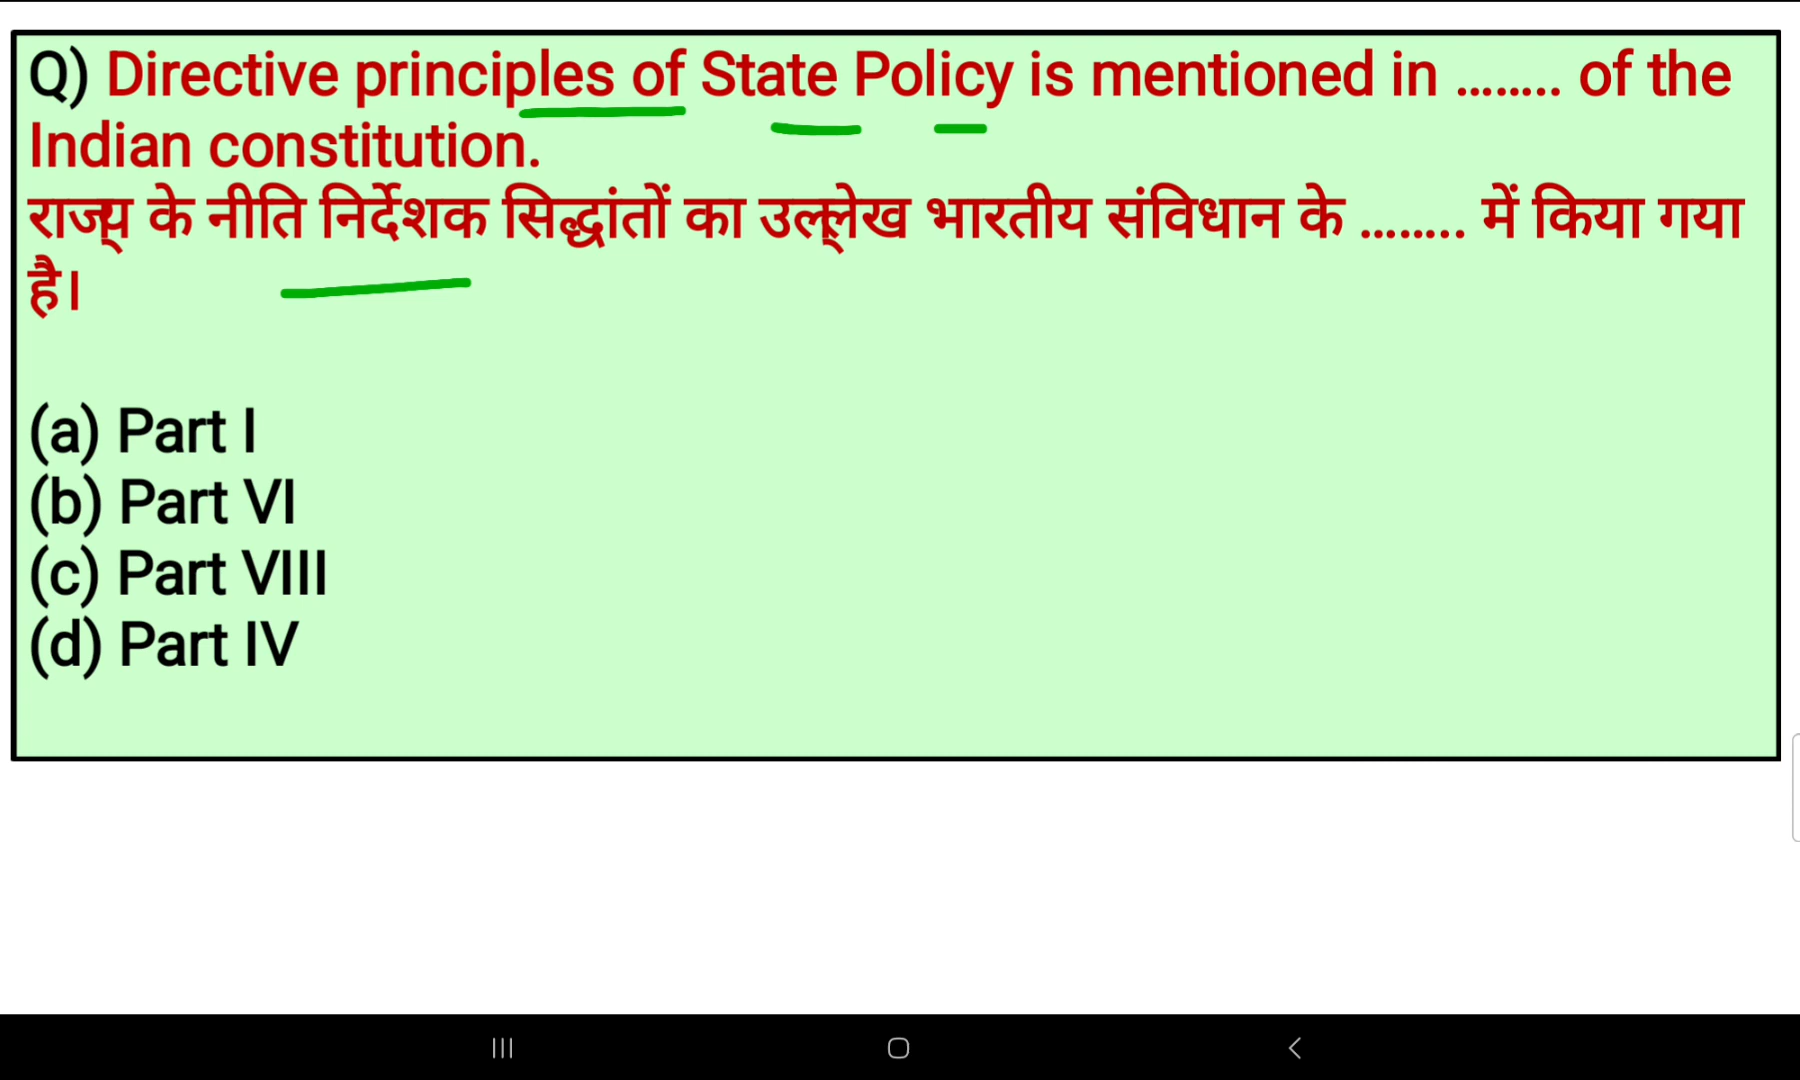 Q) Directive principles of State Policy is mentioned in ........ of the
Indian constitution.
राज्य के नीति निर्देशक सिद्धांतों का उल्लेख भारतीय संविधान के ........ में किया गया
है।
(a) Part I
(b) Part VI
(c) Part VIII
(d) Part IV